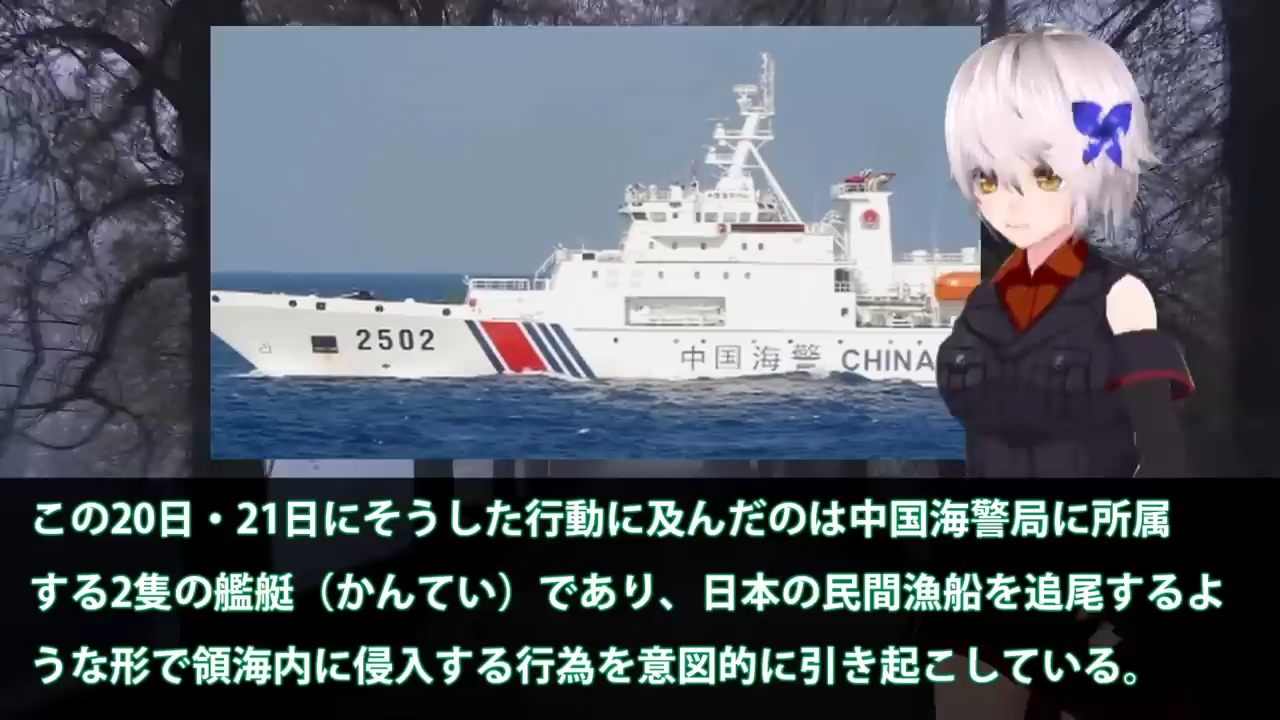 2502
中国海警 CHINA
この20日・21日にそうした行動に及んだのは中国海警局に所属
する2隻の艦艇（かんてい）であり、日本の民間漁船を追尾するよ
うな形で領海内に侵入する行為を意図的に引き起こしている。